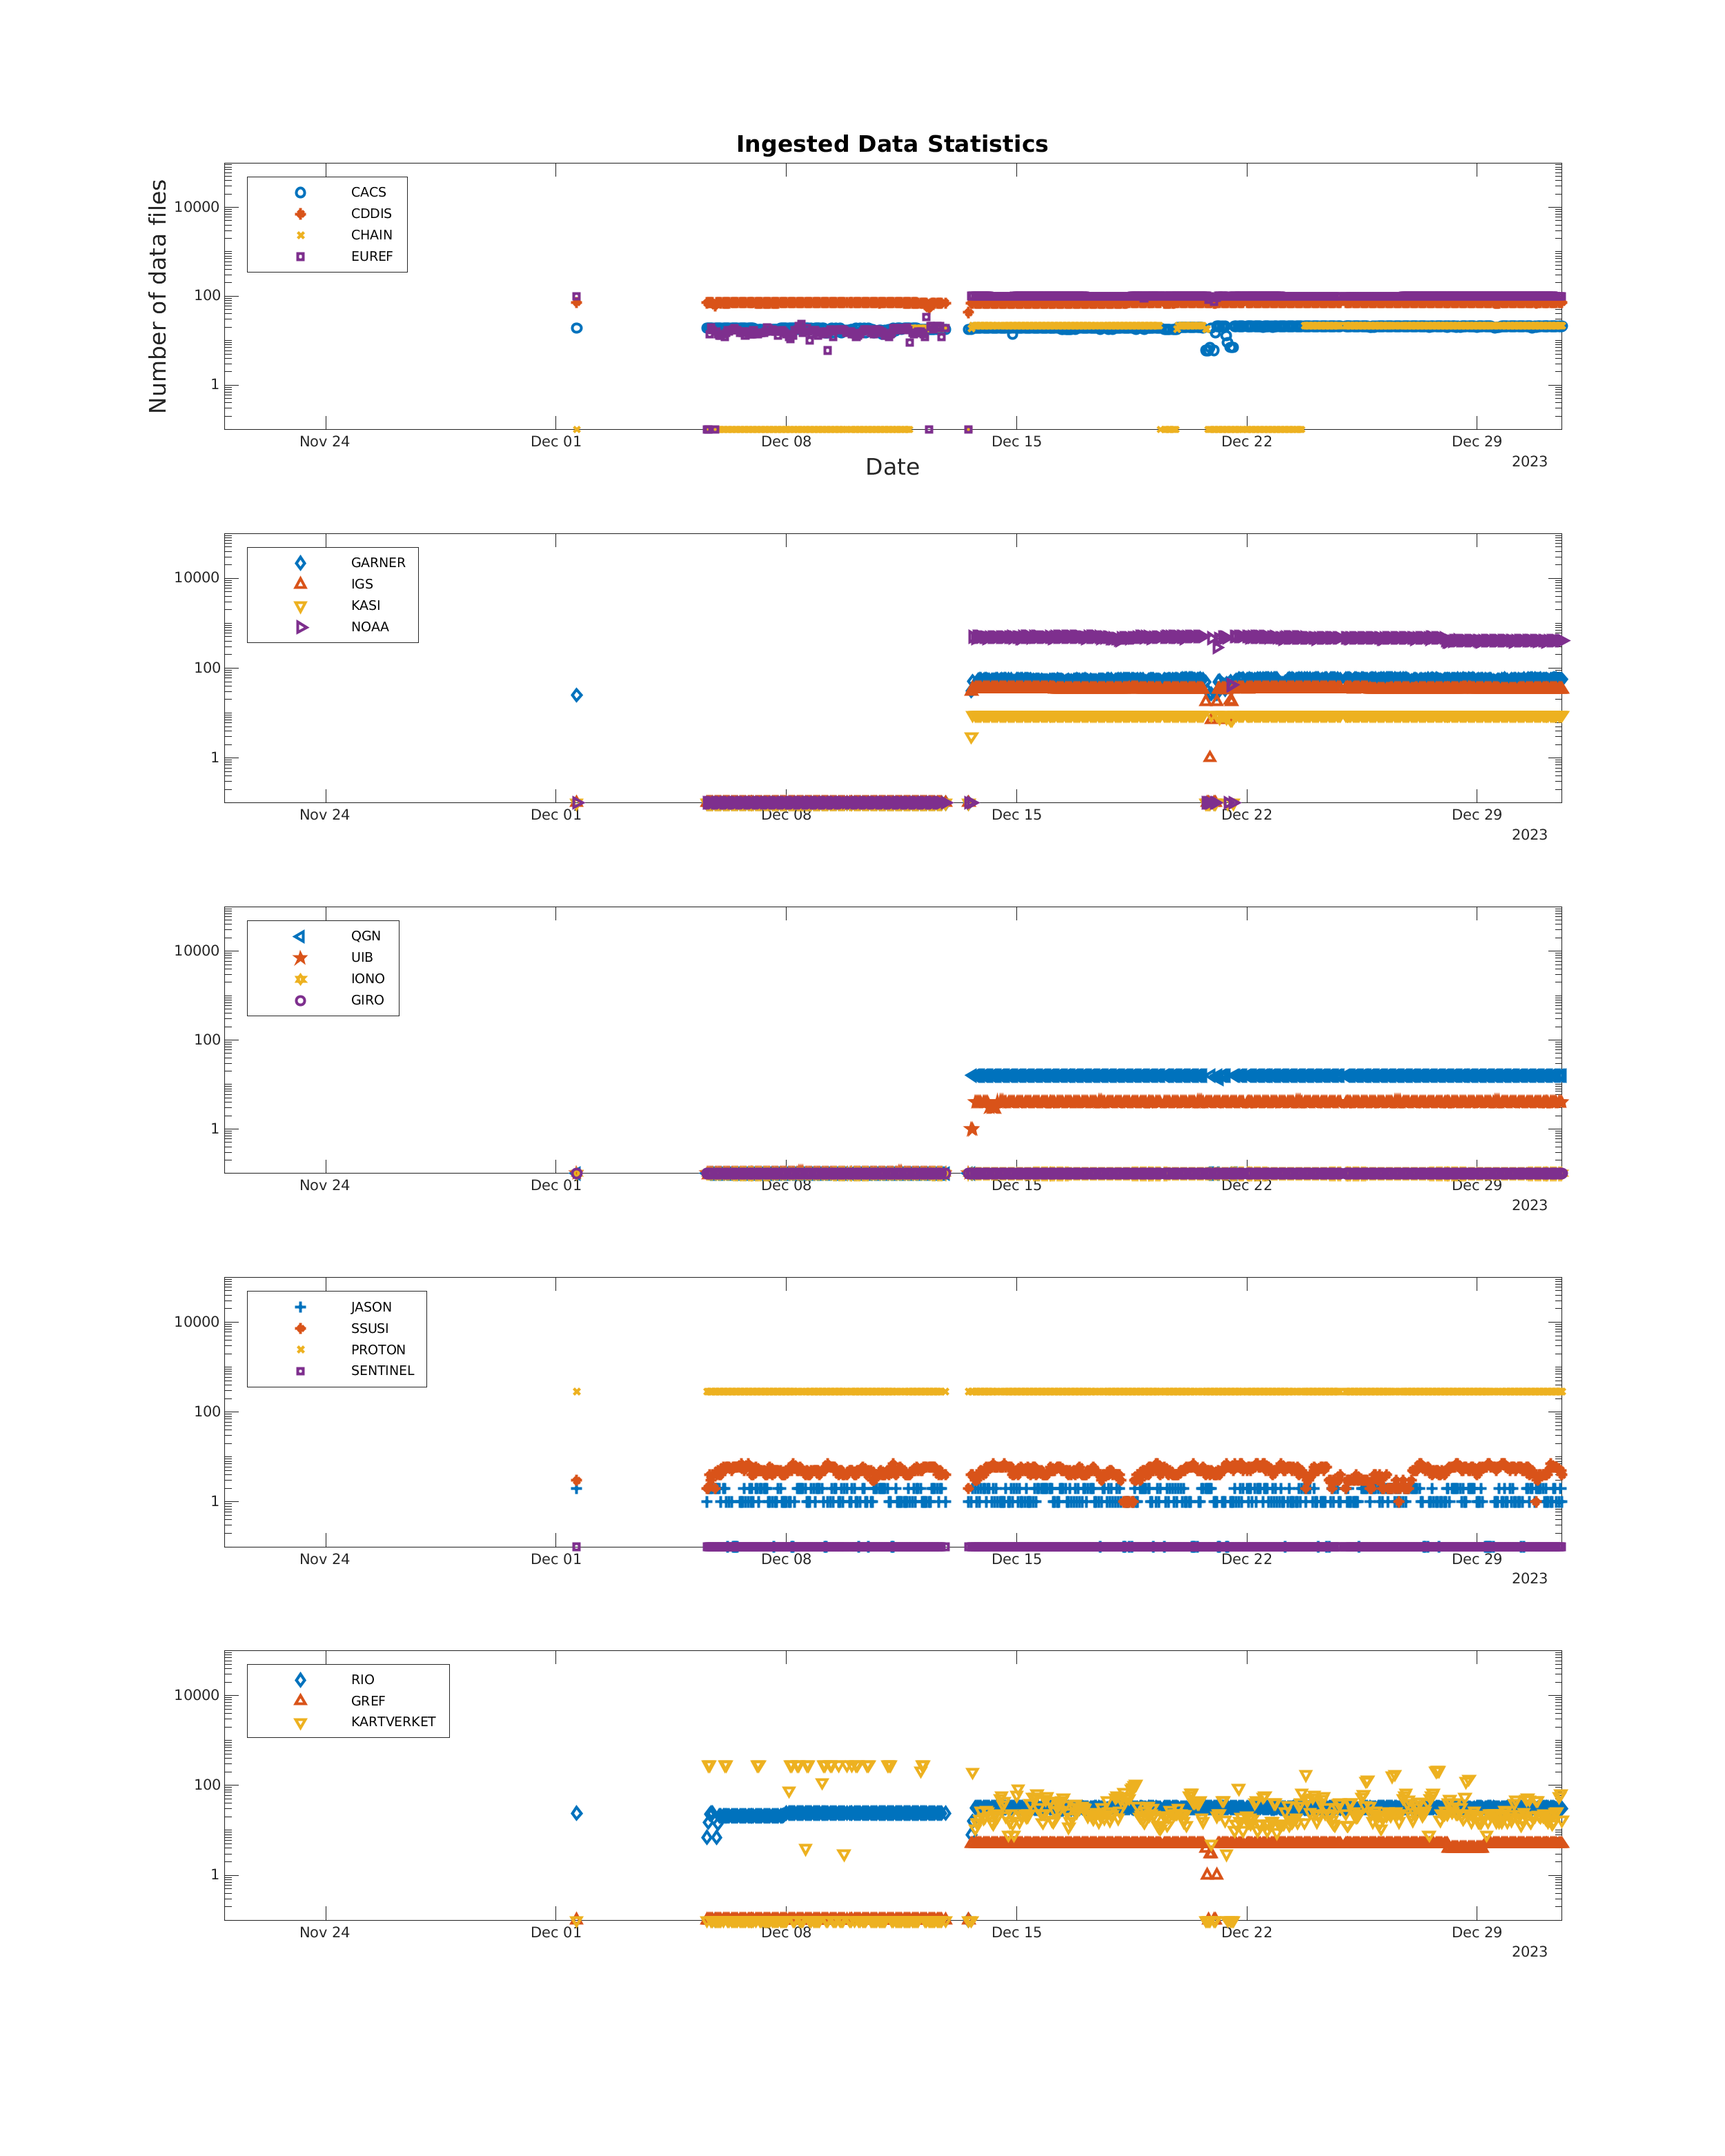 Ingested Data Statistics
Number of data files
CACS
CDDIS
CHAIN
EUREF
10000
100
1
Nov 24 Dec 01 Dec 08 Dec 15 Dec 22 Dec 29
2023
Date
GARNER
IGS
KASI
NOAA
10000
100
1
Nov 24 Dec 01 Dec 08 Dec 15 Dec 22 Dec 29
2023
QGN
UIB
IONO
GIRO
10000
100
1
Nov 24 Dec 01 Dec 08 Dec 15 Dec 22 Dec 29
2023
JASON
SSUSI
PROTON
SENTINEL
10000
100
1
Nov 24 Dec 01 Dec 08 Dec 15 Dec 22 Dec 29
2023
RIO
GREF
KARTVERKET
10000
100
1
Nov 24 Dec 01 Dec 08 Dec 15 Dec 22 Dec 29
2023